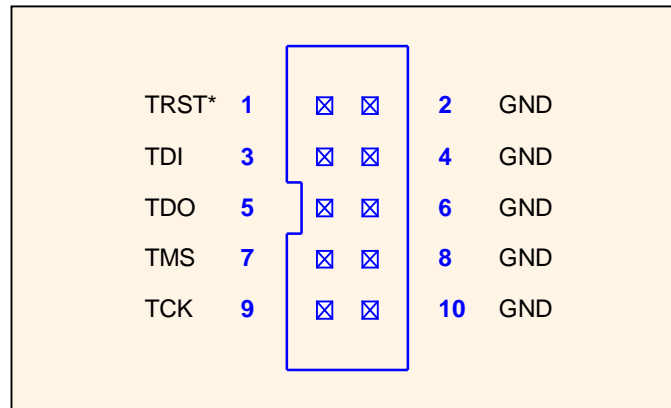 TRST* 1 2 GND
TDI 3 4 GND
TDO 5 6 GND
TMS 7 8 GND
TCK 9 10 GND